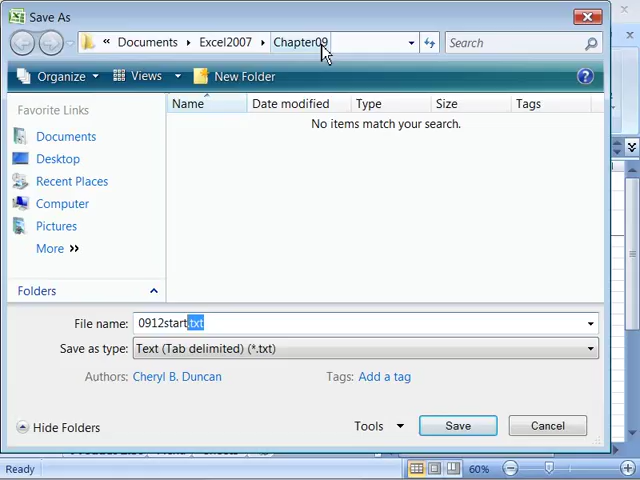 Save As
« Documents Excel2007 Chapter09 Search
Organize Views New Folder
Favorite Links
Name Date modified Type Size Tags
No items match your search.
Documents
Desktop
Recent Places
Computer
Pictures
More »
Folders
File name: 0912start.txt
Save as type: Text (Tab delimited) (*.txt)
Authors: Cheryl B. Duncan Tags: Add a tag
Hide Folders Tools Save Cancel
Ready 60%